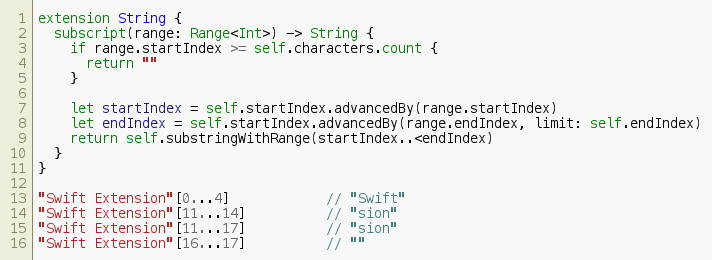 1 extension String {
2   subscript(range: Range<Int>) -> String {
3     if range.startIndex >= self.characters.count {
4       return ""
5     }
6
7     let startIndex = self.startIndex.advancedBy(range.startIndex)
8     let endIndex = self.startIndex.advancedBy(range.endIndex, limit: self.endIndex)
9     return self.substringWithRange(startIndex..<endIndex)
10   }
11 }
12
13 "Swift Extension"[0...4]            // "Swift"
14 "Swift Extension"[11...14]          // "sion"
15 "Swift Extension"[11...17]          // "sion"
16 "Swift Extension"[16...17]          // ""